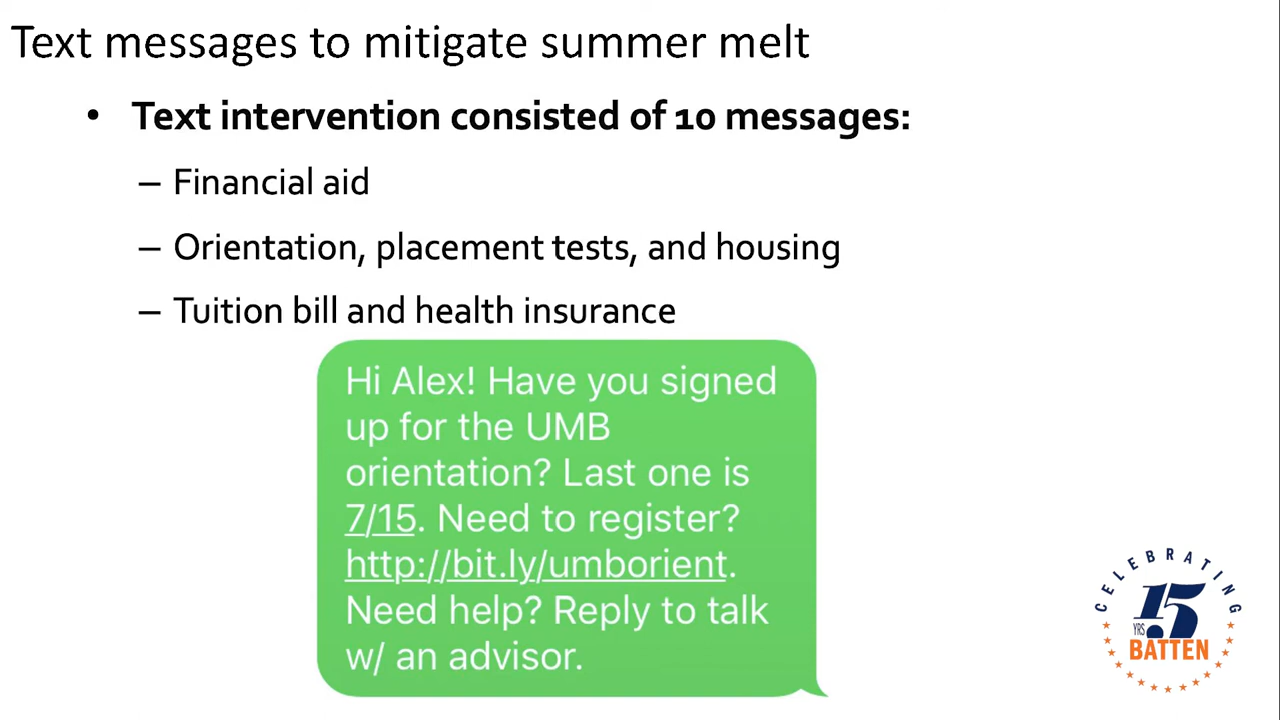 Text messages to mitigate summer melt
• Text intervention consisted of 10 messages:
– Financial aid
– Orientation, placement tests, and housing
– Tuition bill and health insurance
Hi Alex! Have you signed
up for the UMB
orientation? Last one is
7/15. Need to register?
http://bit.ly/umborient.
Need help? Reply to talk
w/ an advisor.
CELEBRATING
15
YRS
BATTEN